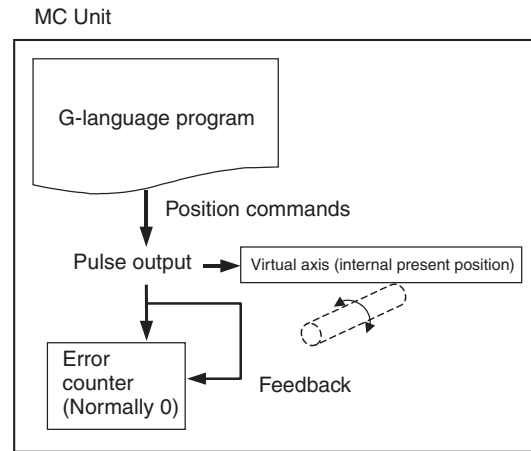 MC Unit
G-language program
Position commands
Pulse output
Virtual axis (internal present position)
Error
counter
(Normally 0)
Feedback